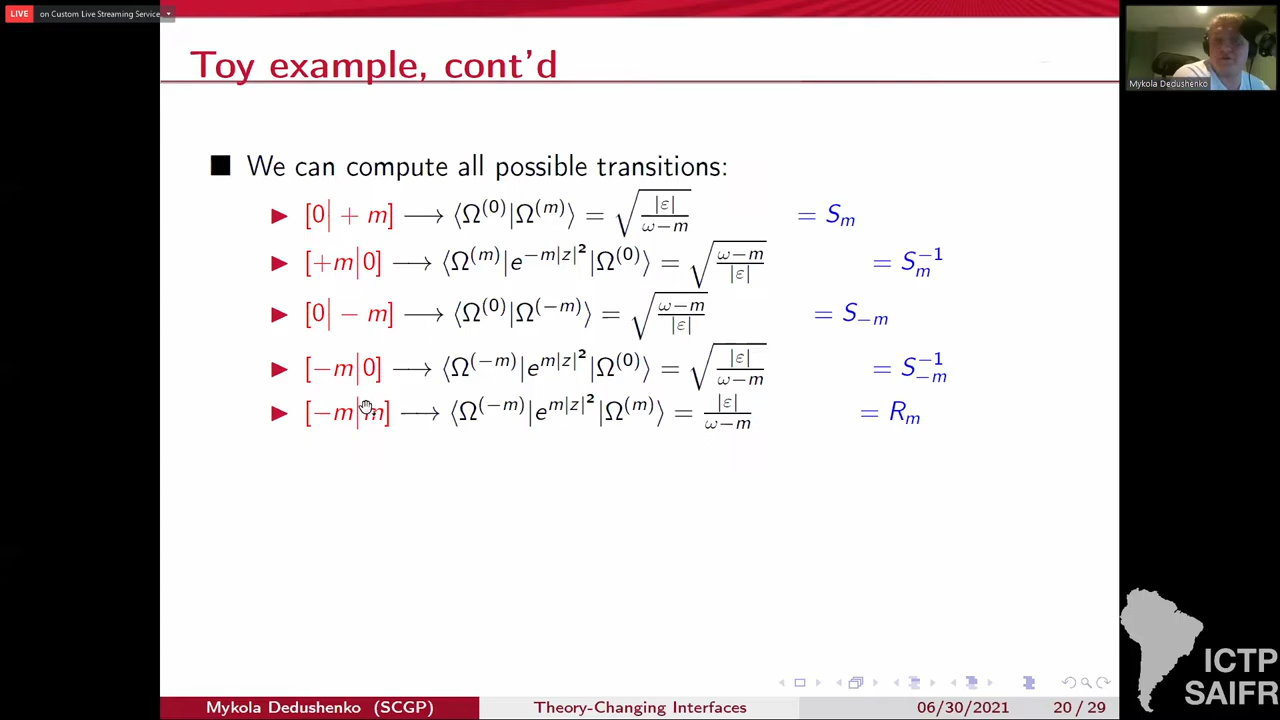 LIVE on Custom Live Streaming Service
Toy example, cont'd
Mykola Dedushenko
■ We can compute all possible transitions:
▶ [0| + m] ⟶ ⟨Ω^(0)|Ω^(m)⟩ = √(|ε|/(ω−m)) = S_m
▶ [+m|0] ⟶ ⟨Ω^(m)|e^(−m|z|²)|Ω^(0)⟩ = √((ω−m)/|ε|) = S_m^(−1)
▶ [0| − m] ⟶ ⟨Ω^(0)|Ω^(−m)⟩ = √((ω−m)/|ε|) = S_(−m)
▶ [−m|0] ⟶ ⟨Ω^(−m)|e^(m|z|²)|Ω^(0)⟩ = √(|ε|/(ω−m)) = S_(−m)^(−1)
▶ [−m|m] ⟶ ⟨Ω^(−m)|e^(m|z|²)|Ω^(m)⟩ = |ε|/(ω−m) = R_m
ICTP
SAIFR
Mykola Dedushenko (SCGP) Theory-Changing Interfaces 06/30/2021 20 / 29